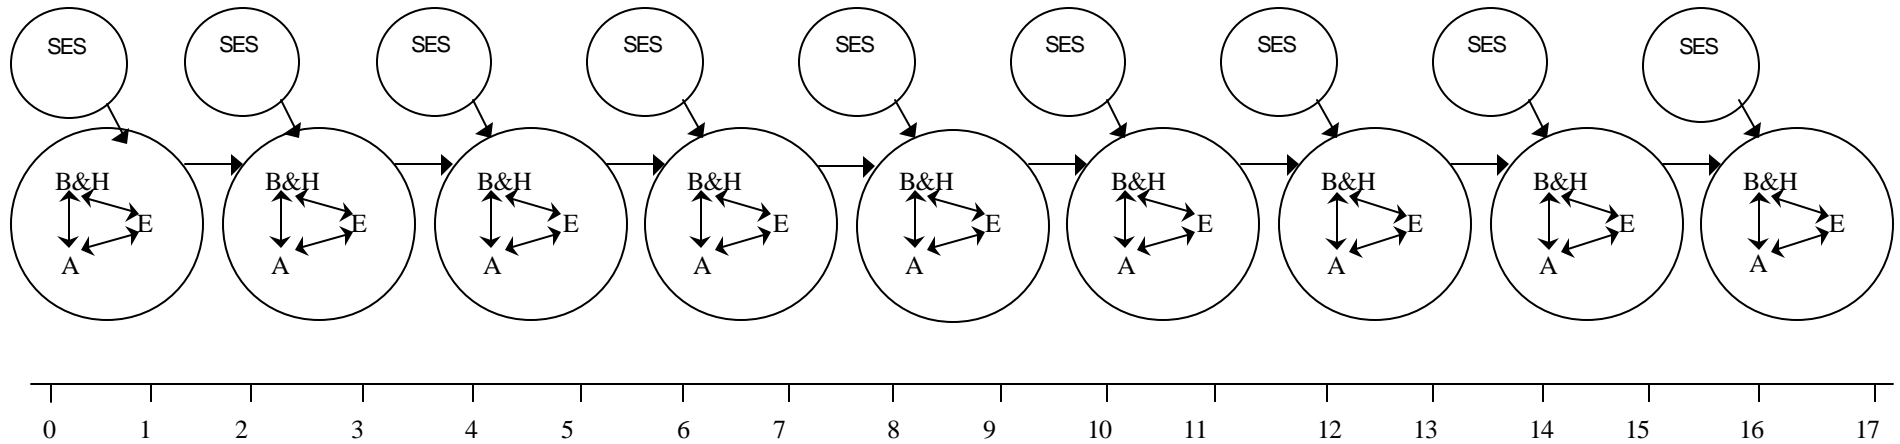 SES SES SES SES SES SES SES SES SES
B&H B&H B&H B&H B&H B&H B&H B&H B&H
E E E E E E E E E
A A A A A A A A A
0 1 2 3 4 5 6 7 8 9 10 11 12 13 14 15 16 17